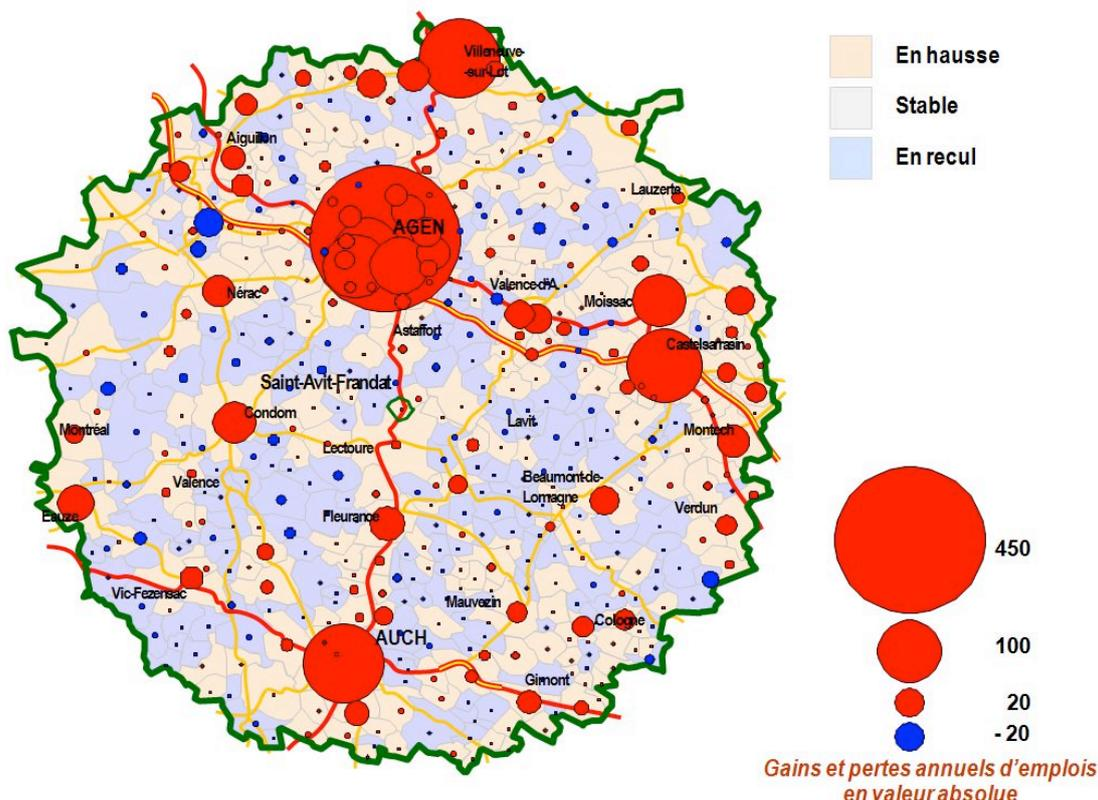 Villeneuve-
-sur-Lot
Aiguillon
Lauzerte
AGEN
Valence-d'A.
Nérac
Moissac
Astaffort
Castelsarrasin
Saint-Avit-Frandat
Condom
Montréal
Lavit
Montech
Lectoure
Valence
Beaumont-de-
Lomagne
Eauze
Fleurance
Verdun
Vic-Fezensac
Mauvezin
Cologne
AUCH
Gimont
En hausse
Stable
En recul
450
100
20
- 20
Gains et pertes annuels d'emplois
en valeur absolue